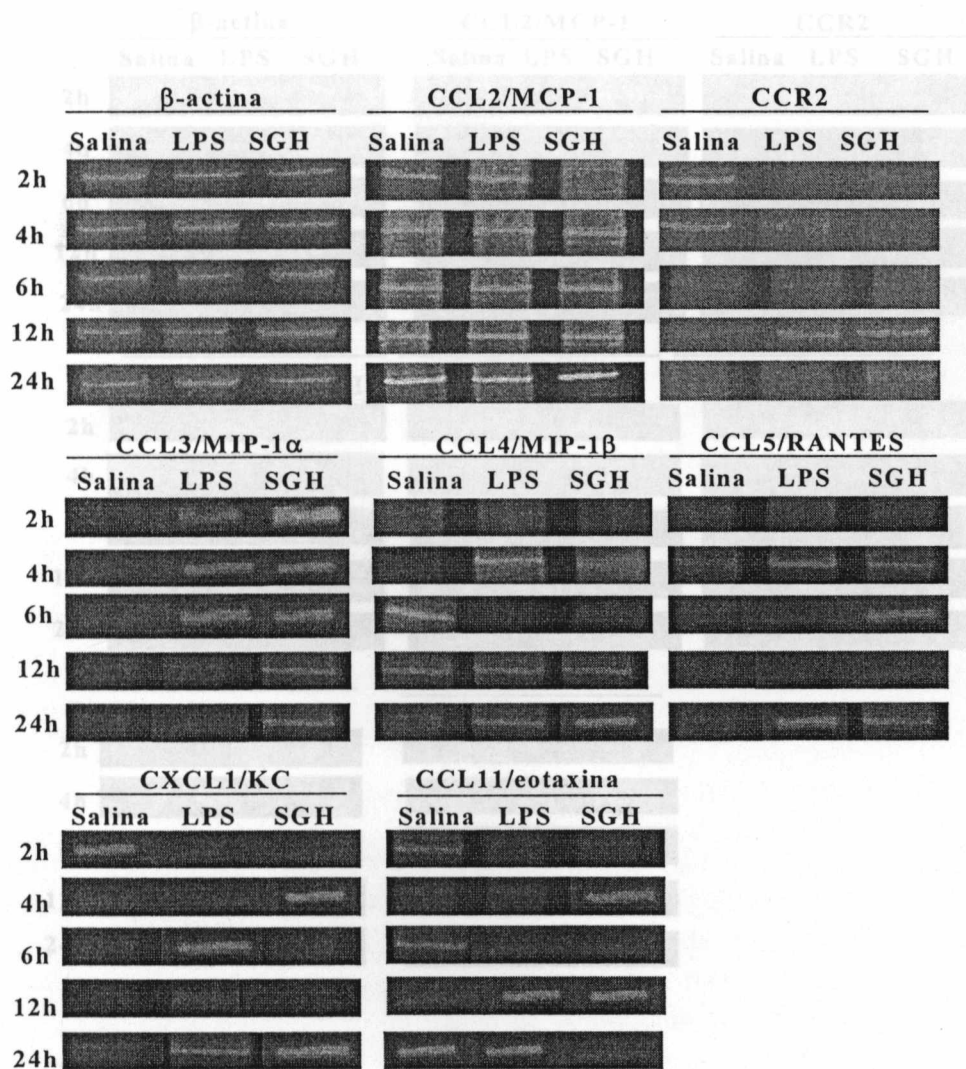 β-actina CCL2/MCP-1 CCR2
Salina LPS SGH Salina LPS SGH Salina LPS SGH
2h
4h
6h
12h
24h
CCL3/MIP-1α CCL4/MIP-1β CCL5/RANTES
Salina LPS SGH Salina LPS SGH Salina LPS SGH
2h
4h
6h
12h
24h
CXCL1/KC CCL11/eotaxina
Salina LPS SGH Salina LPS SGH
2h
4h
6h
12h
24h